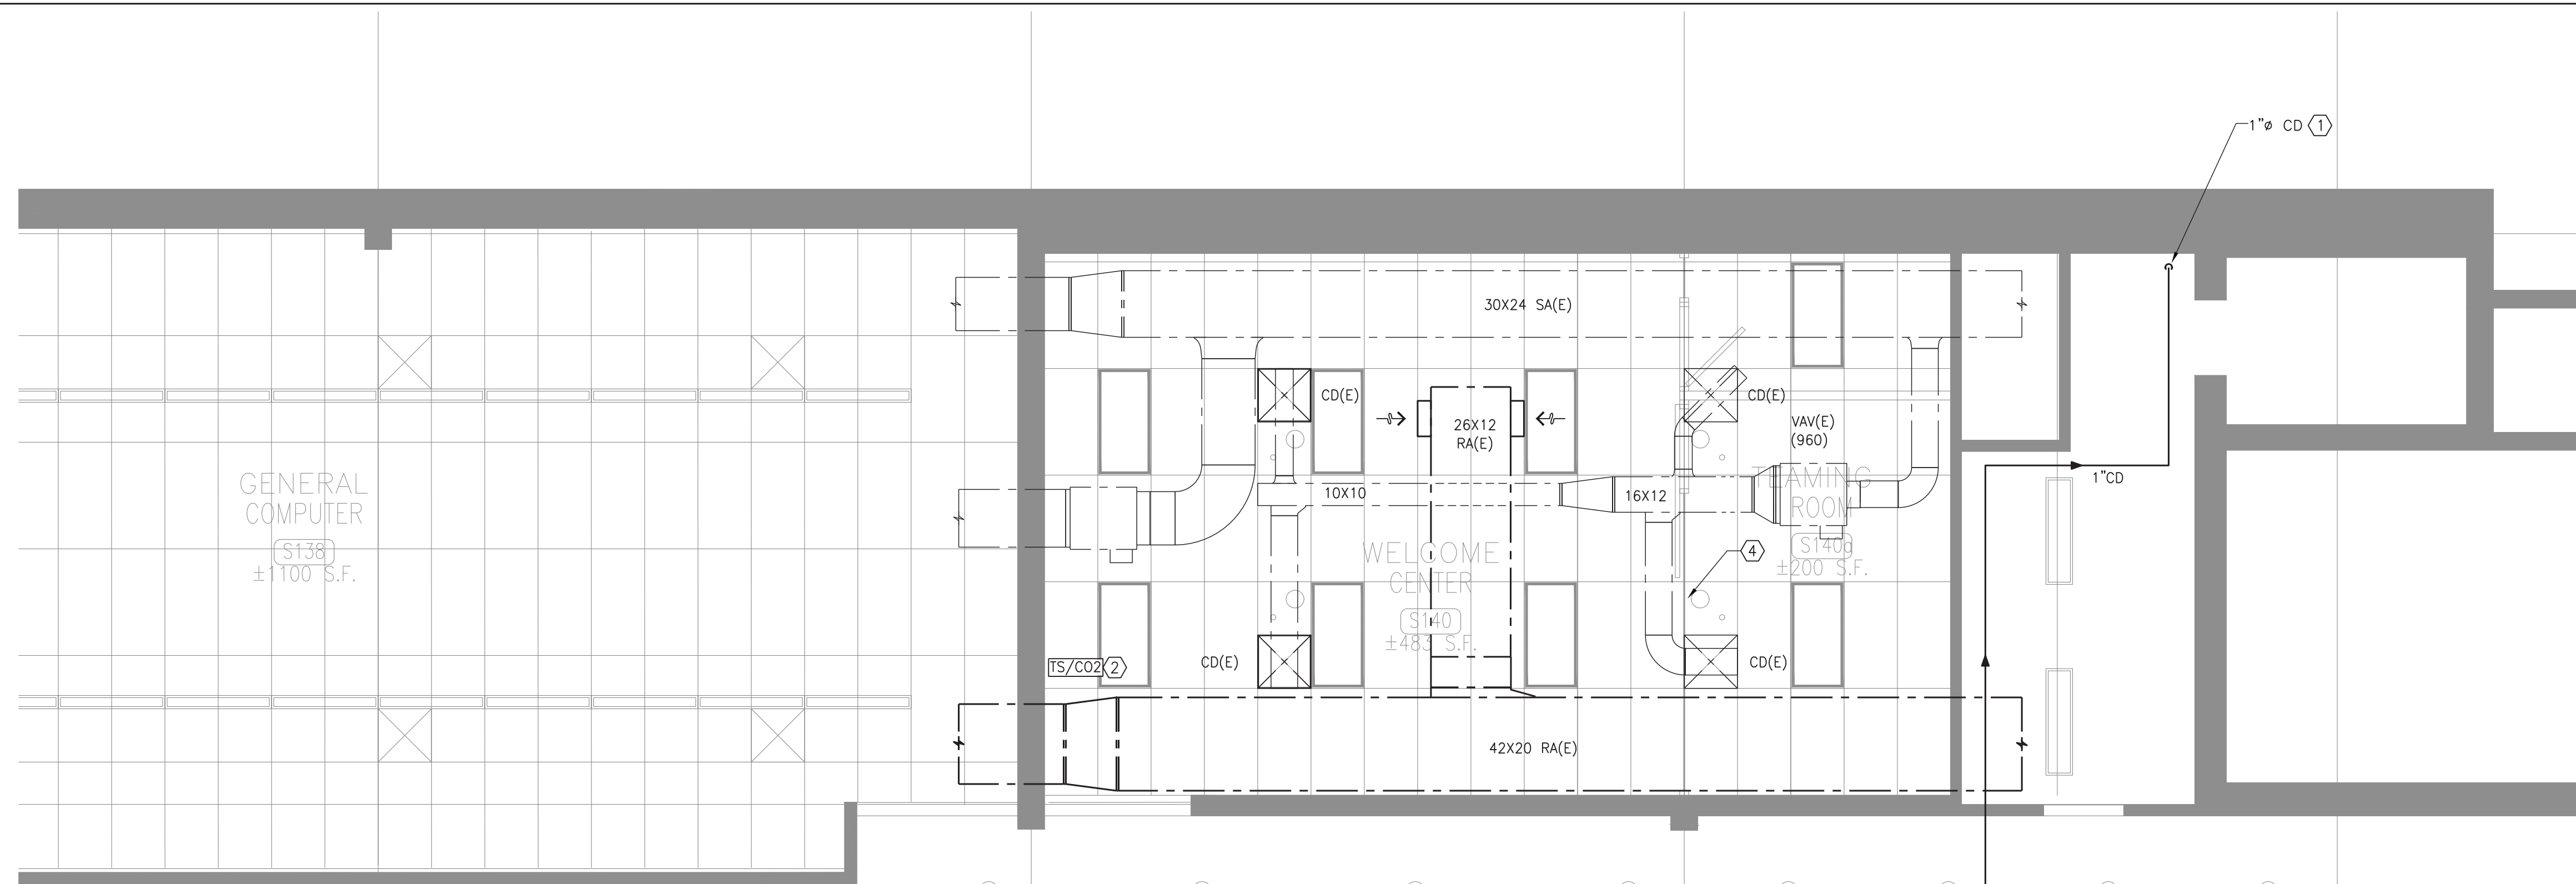 1"ø CD 1
30X24 SA(E)
CD(E)
26X12
RA(E)
CD(E)
VAV(E)
(960)
GENERAL
COMPUTER
S138
±1100 S.F.
10X10
16X12
TEAMING
ROOM
S140a
±200 S.F.
1"CD
4
WELCOME
CENTER
S140
±483 S.F.
TS/CO2 2
CD(E)
CD(E)
42X20 RA(E)